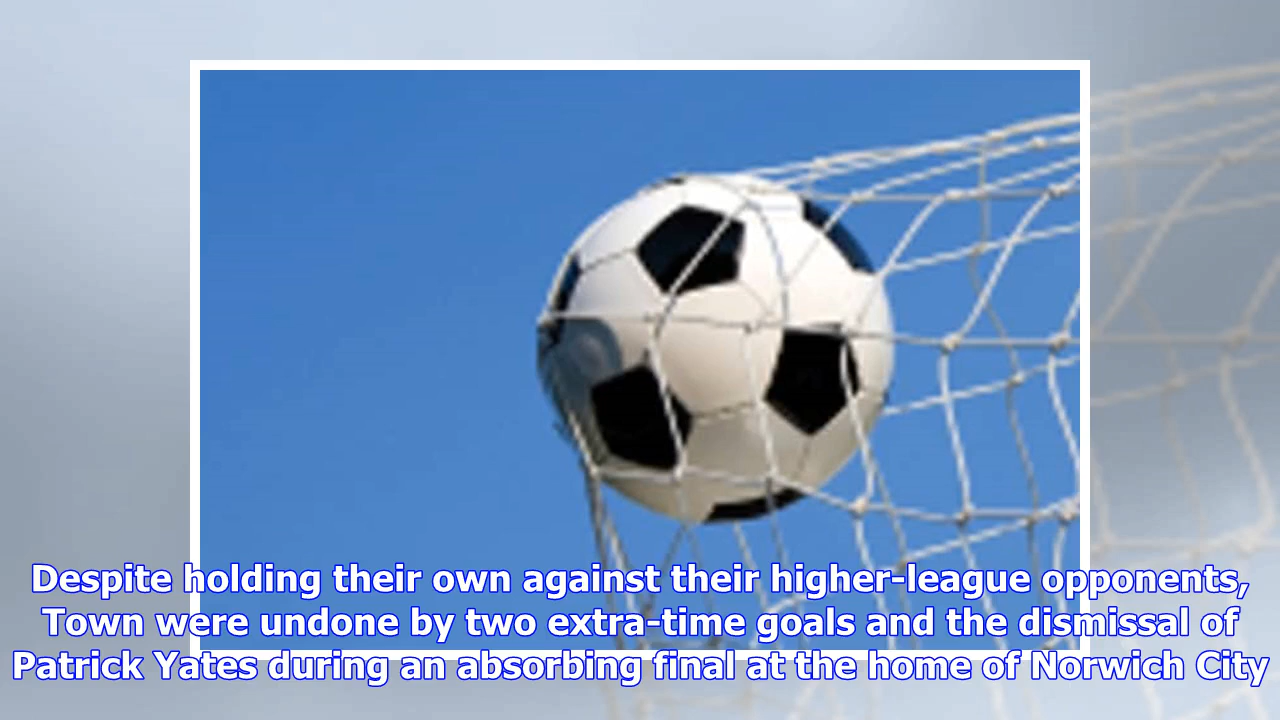 Despite holding their own against their higher-league opponents,
Town were undone by two extra-time goals and the dismissal of
Patrick Yates during an absorbing final at the home of Norwich City